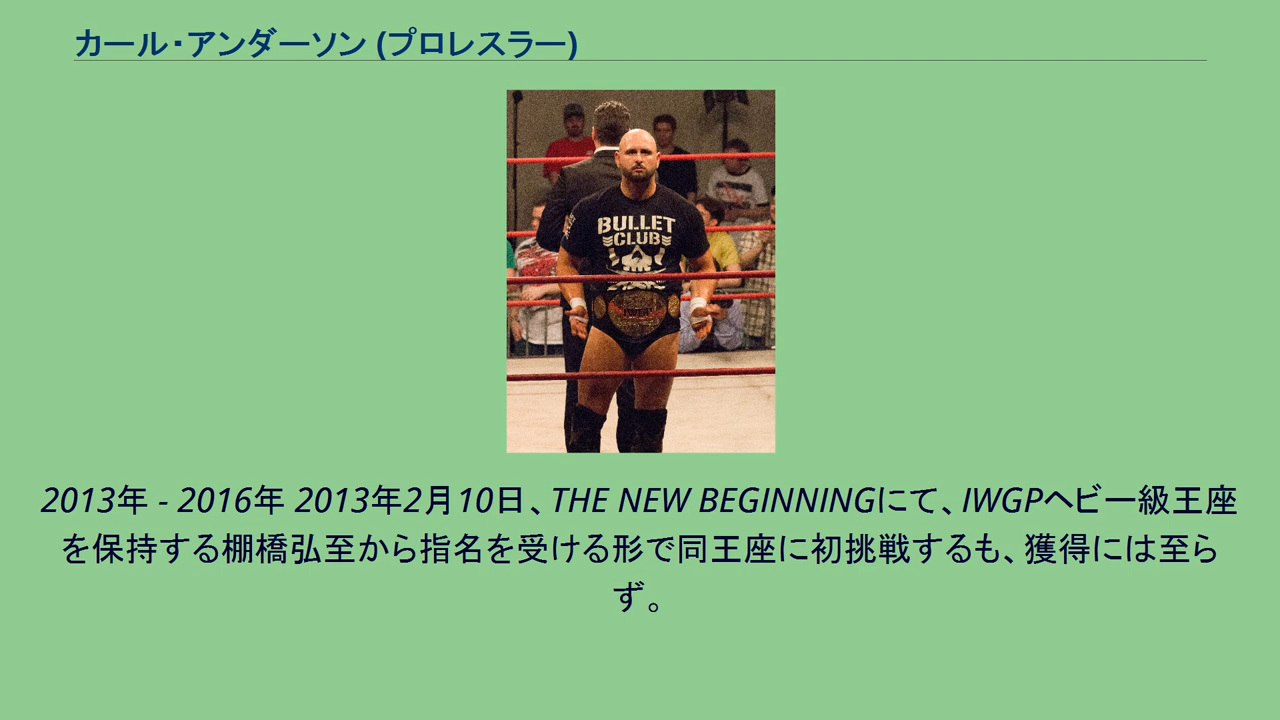 カール・アンダーソン (プロレスラー)
BULLET
CLUB
IWGP
2013年 - 2016年 2013年2月10日、THE NEW BEGINNINGにて、IWGPヘビー級王座
を保持する棚橋弘至から指名を受ける形で同王座に初挑戦するも、獲得には至ら
ず。